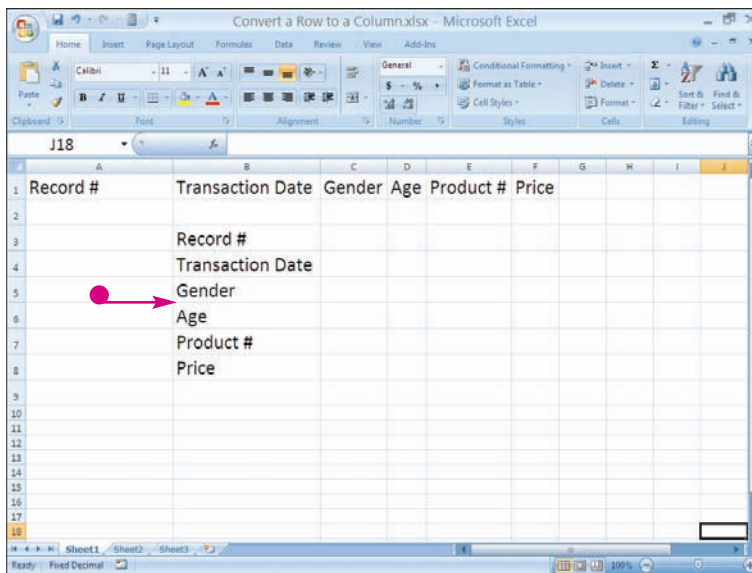 Convert a Row to a Column.xlsx - Microsoft Excel
Home Insert Page Layout Formulas Data Review View Add-Ins
Paste
Calibri 11 A A
B I U A
General
$ % ,
Conditional Formatting
Format as Table
Cell Styles
Insert
Delete
Format
Σ
Sort & Filter
Find & Select
Clipboard Font Alignment Number Styles Cells Editing
J18 fx
A B C D E F G H I J
1 Record # Transaction Date Gender Age Product # Price
2
3 Record #
4 Transaction Date
5 Gender
6 Age
7 Product #
8 Price
9
10
11
12
13
14
15
16
17
18
Sheet1 Sheet2 Sheet3
Ready Fixed Decimal 100%